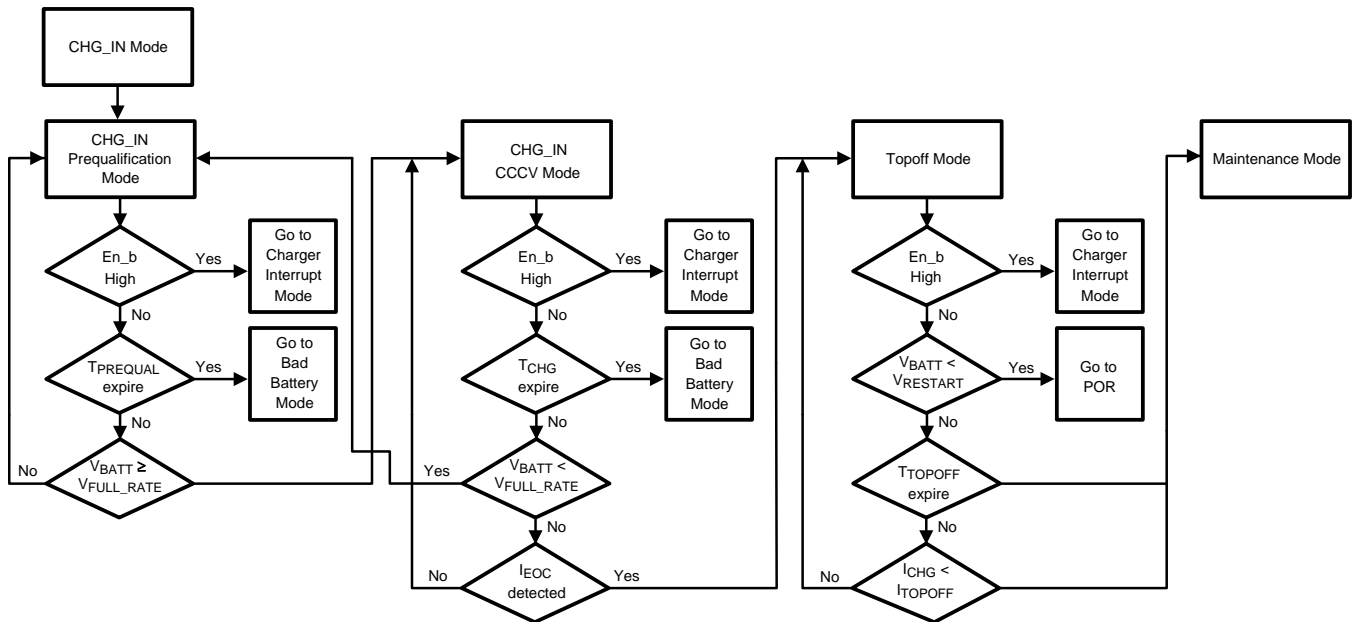 CHG_IN Mode
CHG_IN
Prequalification
Mode
En_b
High
Yes
Go to
Charger
Interrupt
Mode
No
TPREQUAL
expire
Yes
Go to
Bad
Battery
Mode
No
VBATT ≥
VFULL_RATE
No
CHG_IN
CCCV Mode
En_b
High
Yes
Go to
Charger
Interrupt
Mode
No
TCHG
expire
Yes
Go to
Bad
Battery
Mode
No
VBATT <
VFULL_RATE
Yes
No
IEOC
detected
No
Yes
Topoff Mode
En_b
High
Yes
Go to
Charger
Interrupt
Mode
No
VBATT <
VRESTART
Yes
Go to
POR
No
TTOPOFF
expire
No
ICHG <
ITOPOFF
No
Maintenance Mode